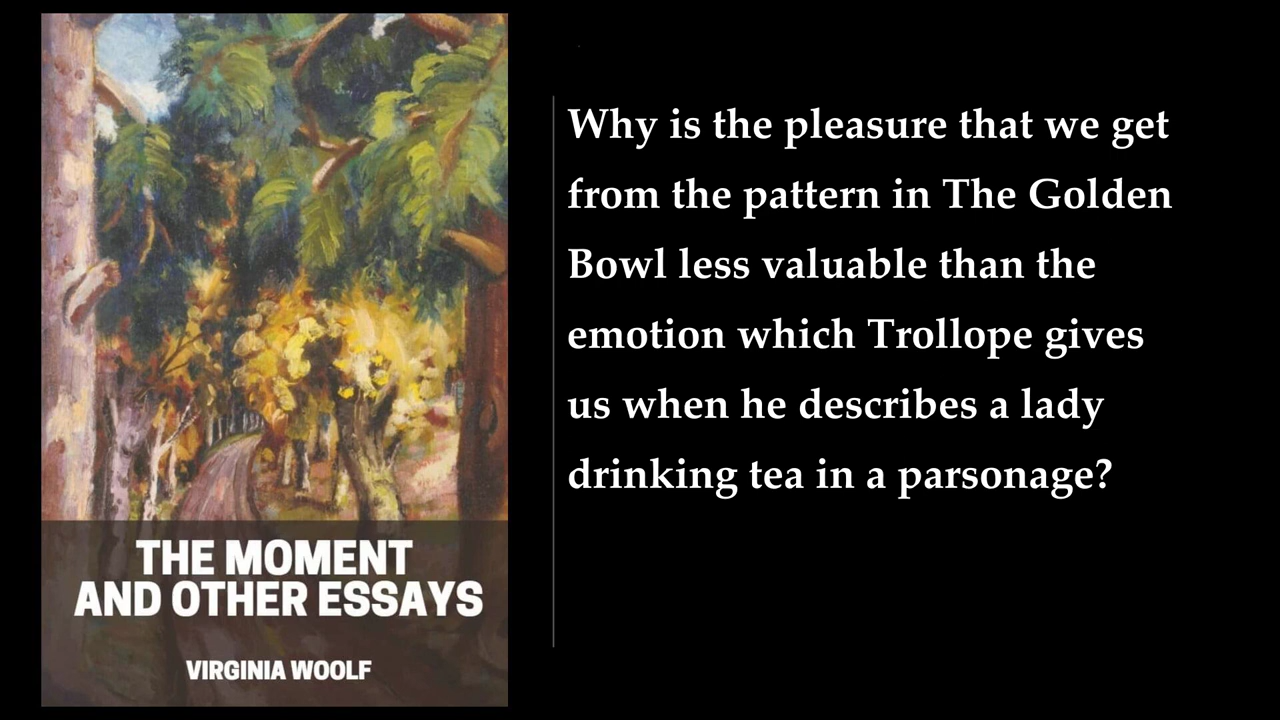 THE MOMENT
AND OTHER ESSAYS
VIRGINIA WOOLF
Why is the pleasure that we get
from the pattern in The Golden
Bowl less valuable than the
emotion which Trollope gives
us when he describes a lady
drinking tea in a parsonage?